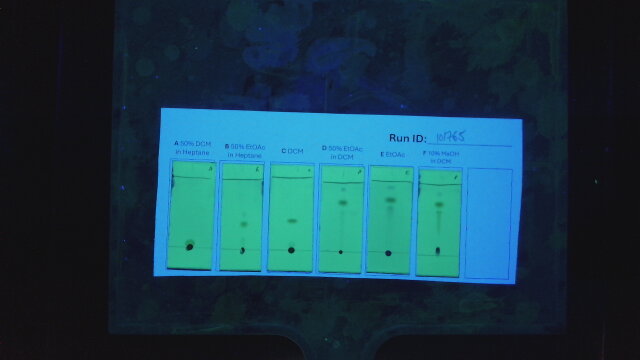 Run ID: 101765
A 50% DCM
in Heptane
B 50% EtOAc
in Heptane
C DCM
D 50% EtOAc
in DCM
E EtOAc
F 10% MeOH
in DCM